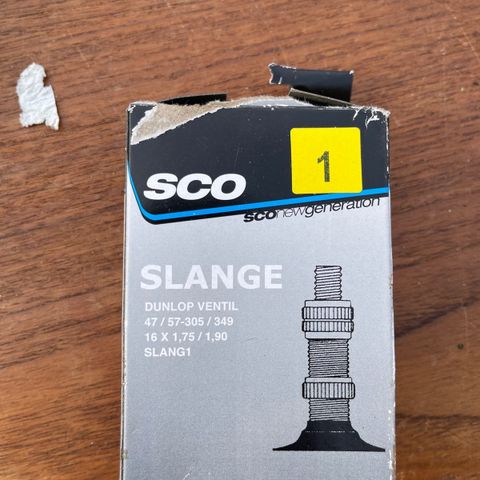 SCO
1
sconewgeneration
SLANGE
DUNLOP VENTIL
47 / 57-305 / 349
16 X 1,75 / 1,90
SLANG1